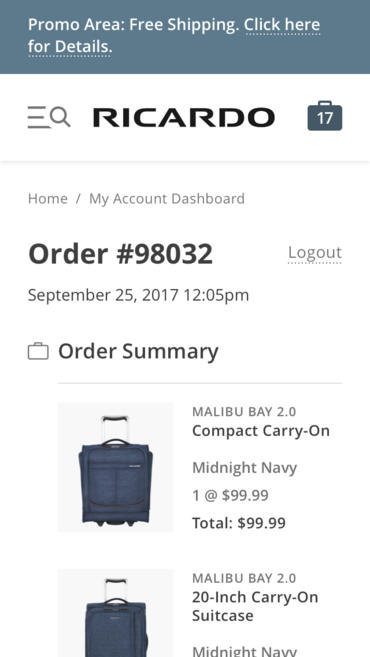 Promo Area: Free Shipping. Click here
for Details.
RICARDO
17
Home / My Account Dashboard
Order #98032
Logout
September 25, 2017 12:05pm
Order Summary
MALIBU BAY 2.0
Compact Carry-On
Midnight Navy
1 @ $99.99
Total: $99.99
MALIBU BAY 2.0
20-Inch Carry-On
Suitcase
Midnight Navy